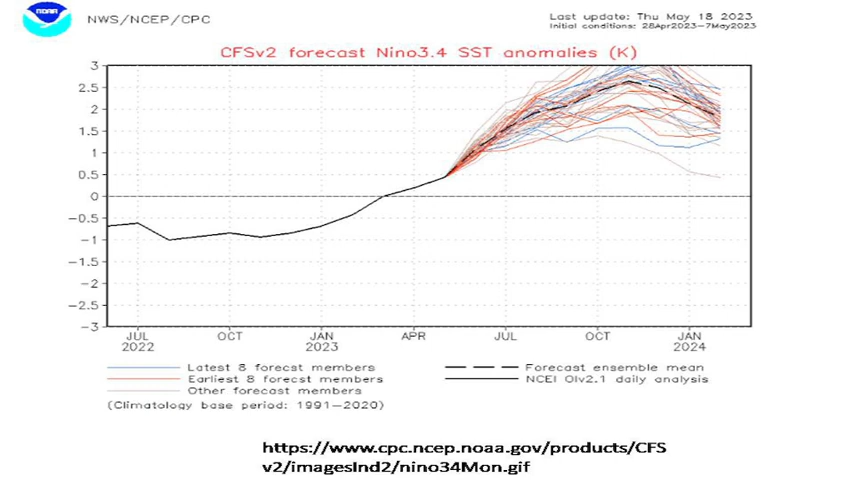 NOAA
NWS/NCEP/CPC
Last update: Thu May 18 2023
Initial conditions: 28Apr2023-7May2023
CFSv2 forecast Nino3.4 SST anomalies (K)
3
2.5
2
1.5
1
0.5
0
-0.5
-1
-1.5
-2
-2.5
-3
JUL OCT JAN APR JUL OCT JAN
2022 2023 2024
Latest 8 forecst members
Earliest 8 forecst members
Other forecast members
(Climatology base period: 1991-2020)
Forecast ensemble mean
NCEI OIv2.1 daily analysis
https://www.cpc.ncep.noaa.gov/products/CFS
v2/imagesInd2/nino34Mon.gif